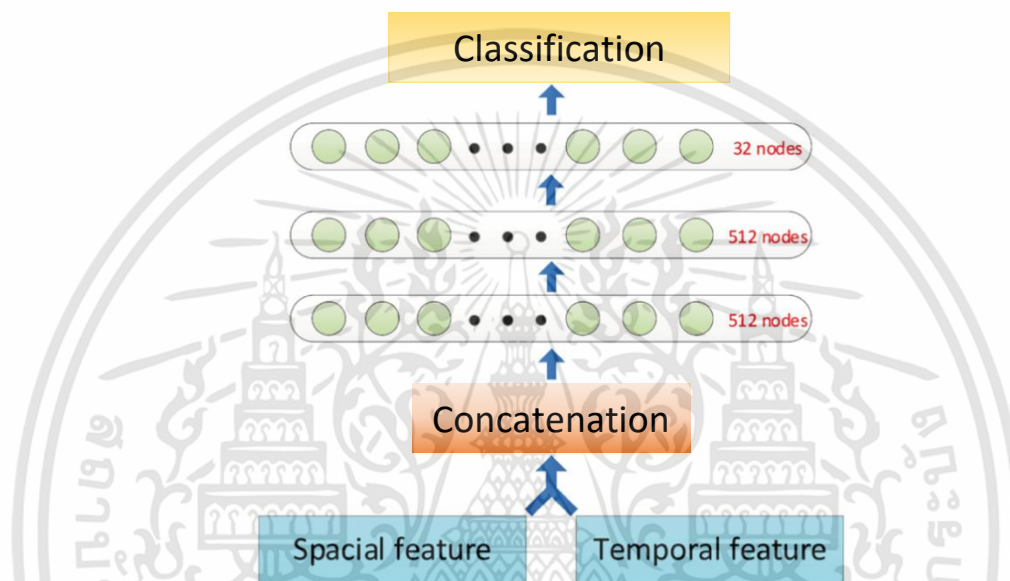 Classification
32 nodes
512 nodes
512 nodes
Concatenation
Spacial feature
Temporal feature